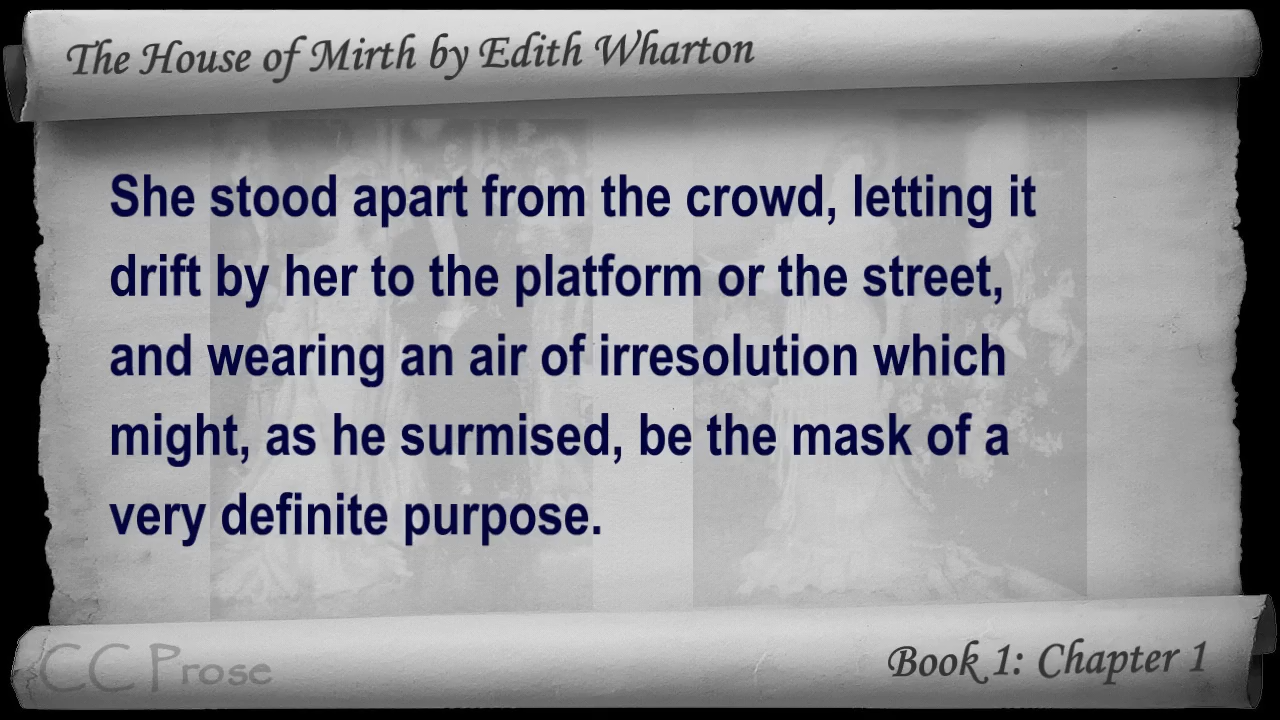 The House of Mirth by Edith Wharton
She stood apart from the crowd, letting it
drift by her to the platform or the street,
and wearing an air of irresolution which
might, as he surmised, be the mask of a
very definite purpose.
CC Prose
Book 1: Chapter 1